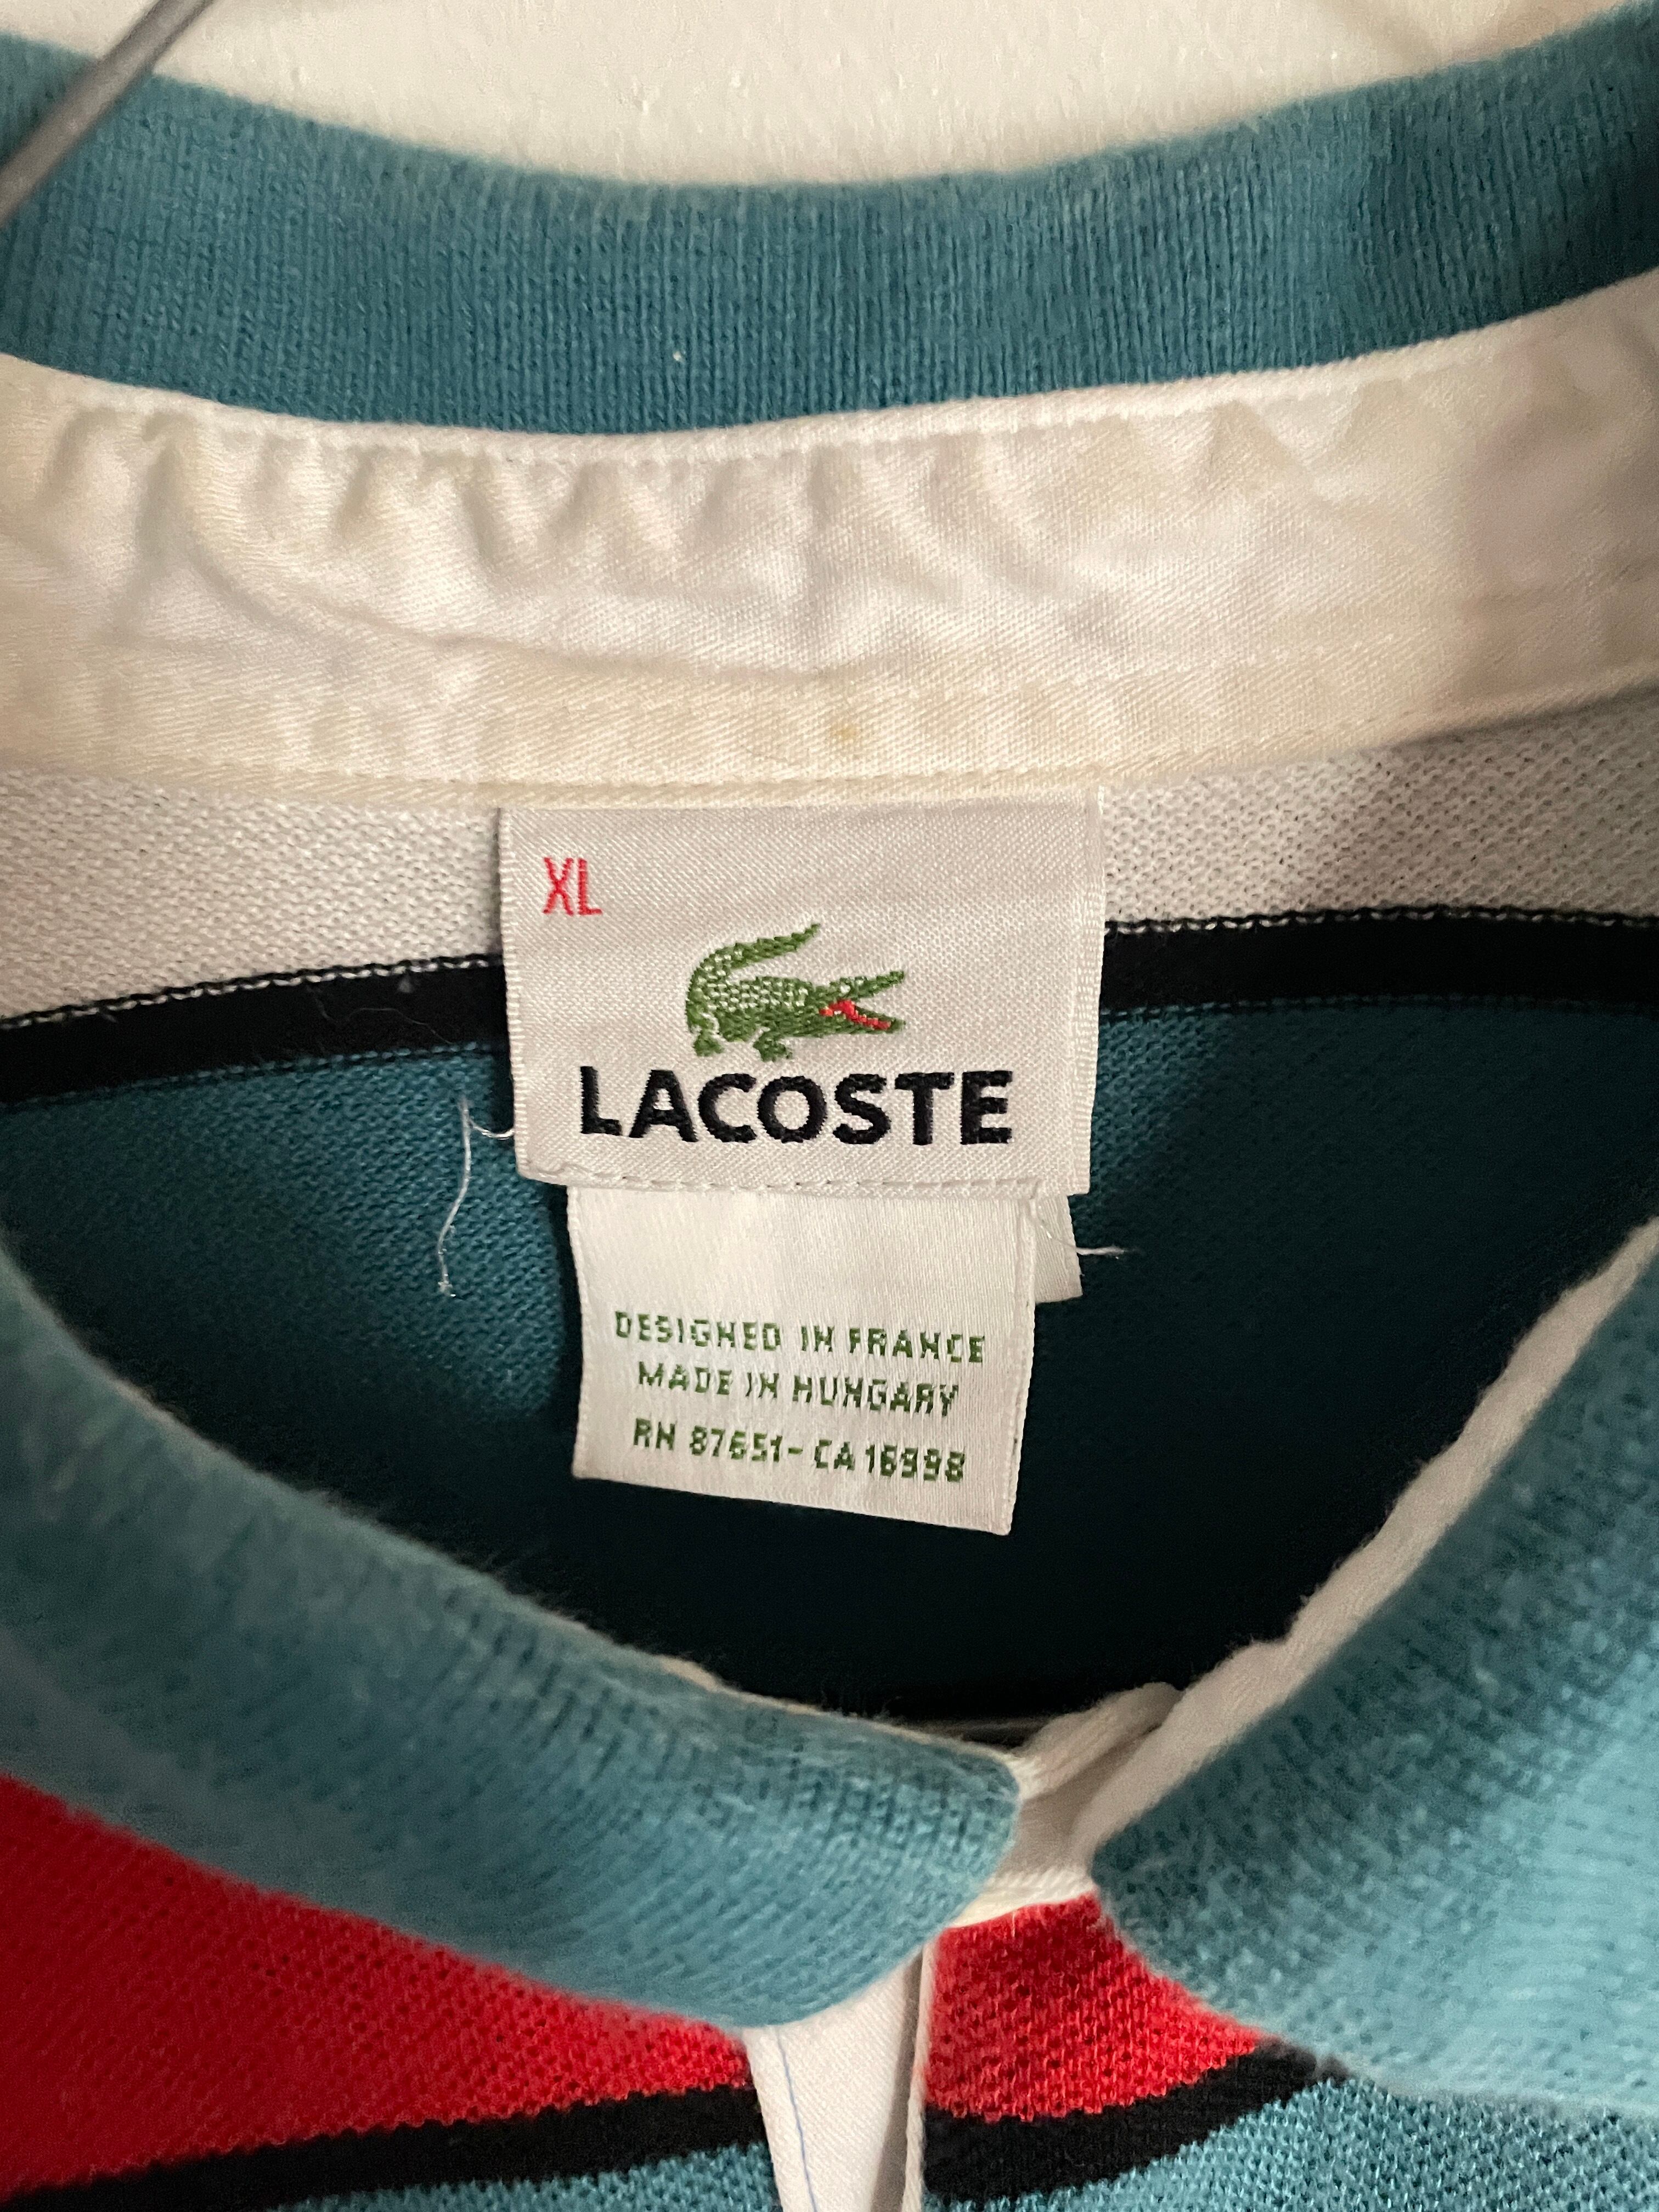 XL
LACOSTE
DESIGNED IN FRANCE
MADE IN HUNGARY
RN 87651-CA 16998